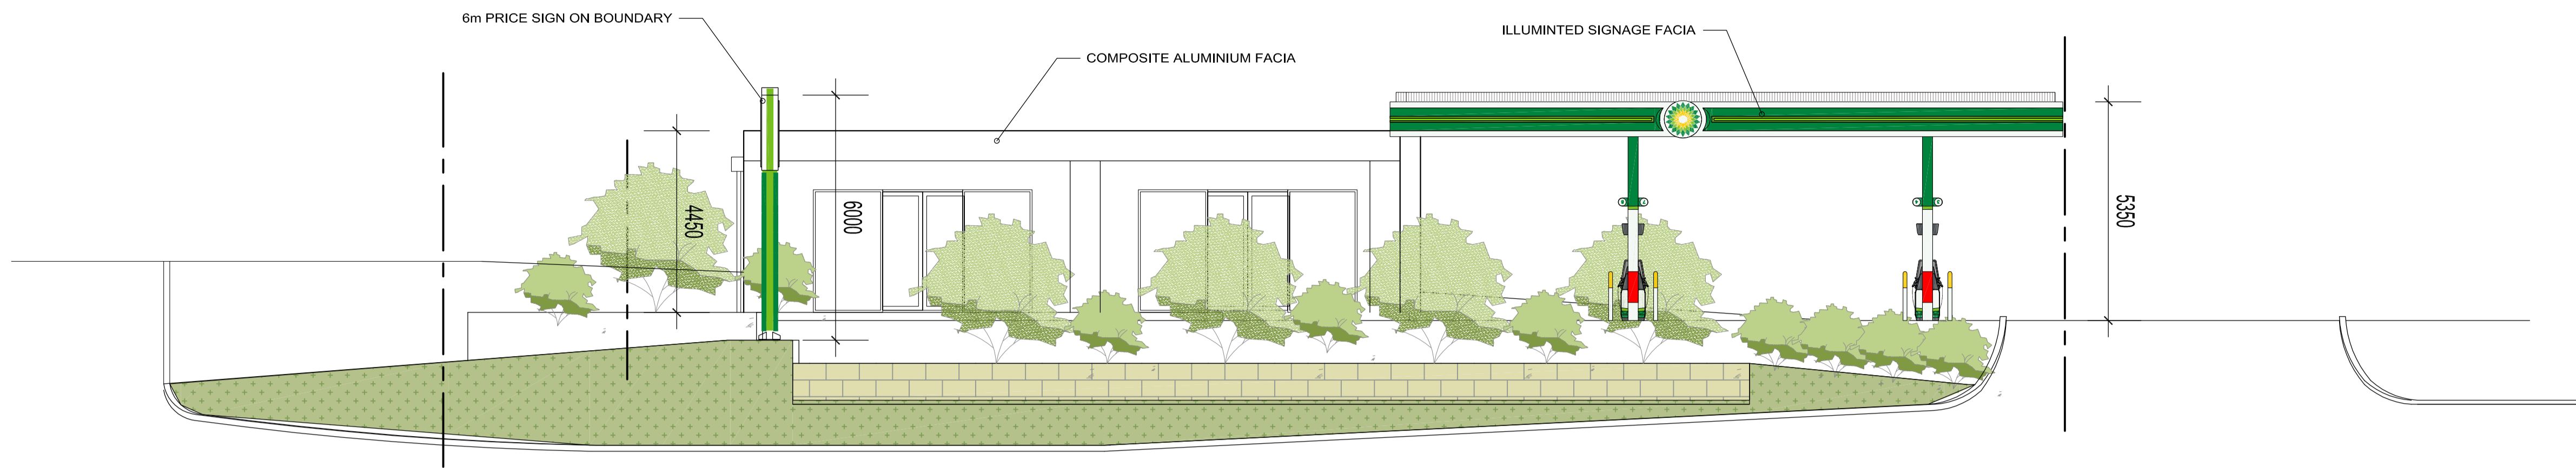 6m PRICE SIGN ON BOUNDARY
ILLUMINTED SIGNAGE FACIA
COMPOSITE ALUMINIUM FACIA
4450
6000
5350